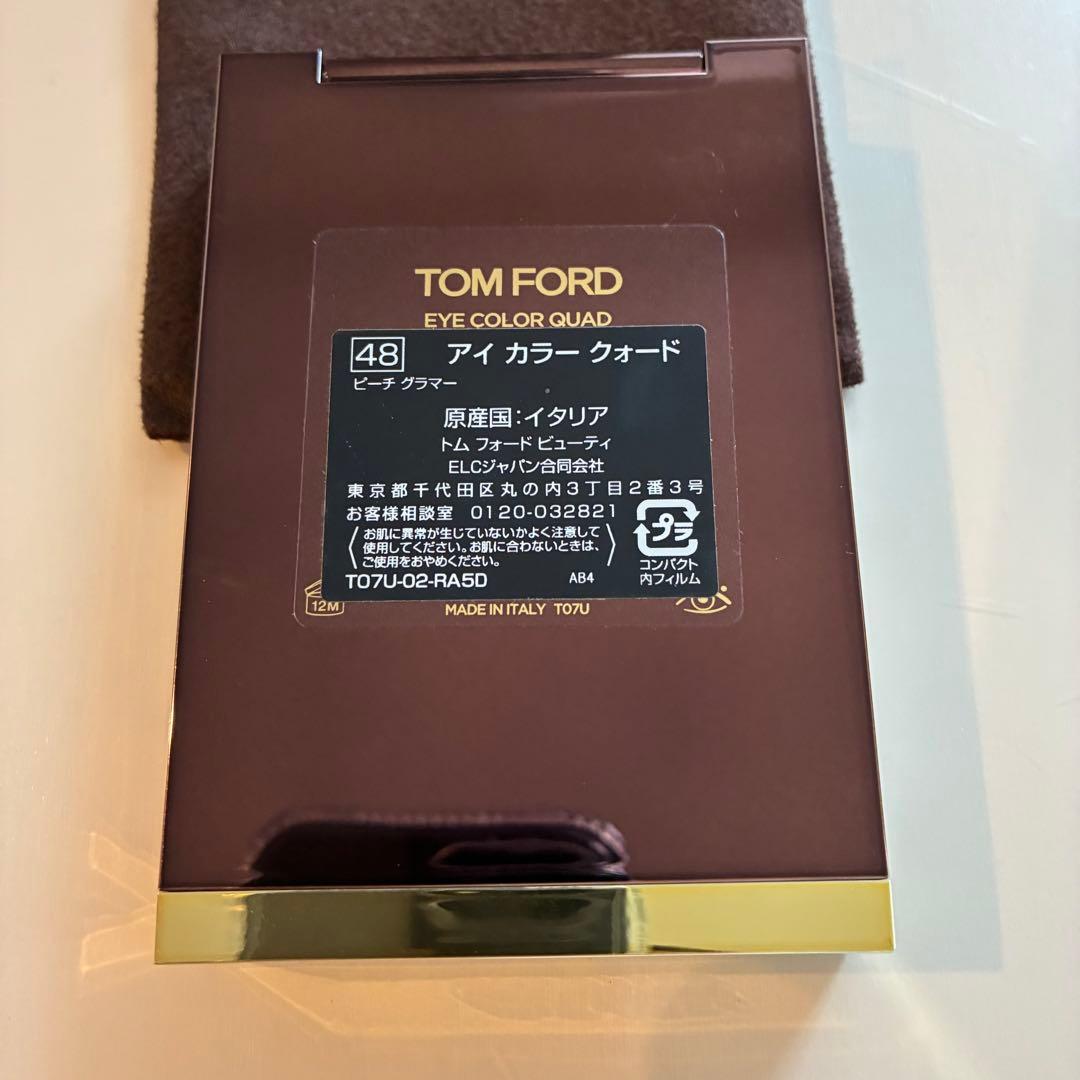 TOM FORD
EYE COLOR QUAD
48 アイ カラー クォード
ピーチ グラマー
原産国:イタリア
トム フォード ビューティ
ELCジャパン合同会社
東京都千代田区丸の内3丁目2番3号
お客様相談室 0120-032821
お肌に異常が生じていないかよく注意して
使用してください。お肌に合わないときは、
ご使用をおやめください。
プラ
コンパクト
内フィルム
T07U-02-RA5D AB4
12M
MADE IN ITALY T07U